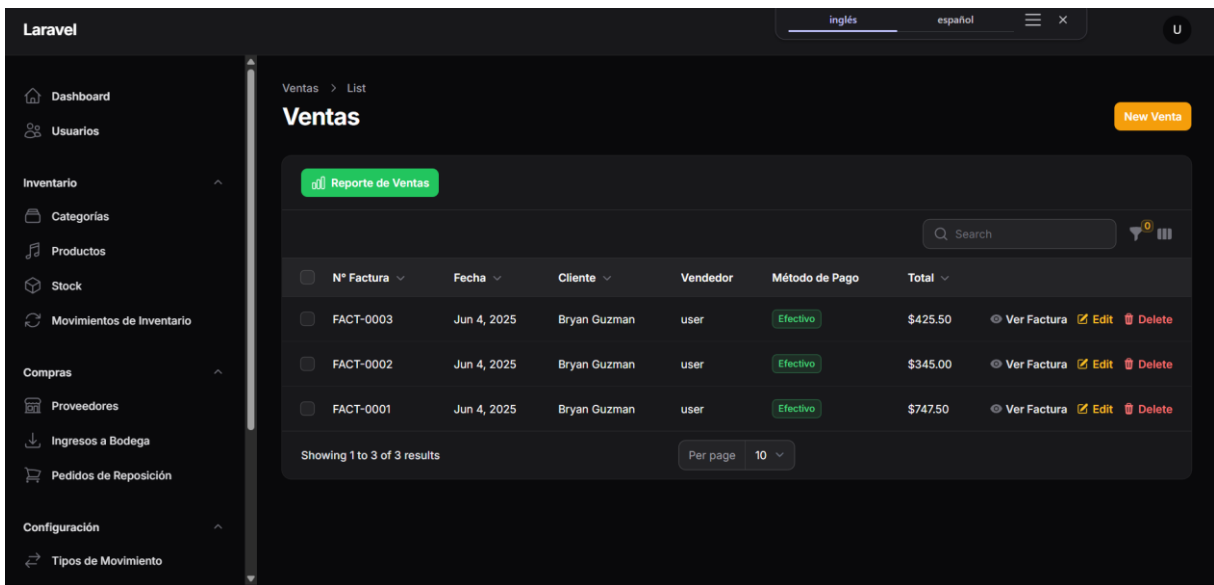 Laravel
inglés español
U
Dashboard
Usuarios
Inventario
Categorías
Productos
Stock
Movimientos de Inventario
Compras
Proveedores
Ingresos a Bodega
Pedidos de Reposición
Configuración
Tipos de Movimiento
Ventas > List
Ventas
New Venta
Reporte de Ventas
Search
0
N° Factura Fecha Cliente Vendedor Método de Pago Total
FACT-0003 Jun 4, 2025 Bryan Guzman user Efectivo $425.50 Ver Factura Edit Delete
FACT-0002 Jun 4, 2025 Bryan Guzman user Efectivo $345.00 Ver Factura Edit Delete
FACT-0001 Jun 4, 2025 Bryan Guzman user Efectivo $747.50 Ver Factura Edit Delete
Showing 1 to 3 of 3 results Per page 10